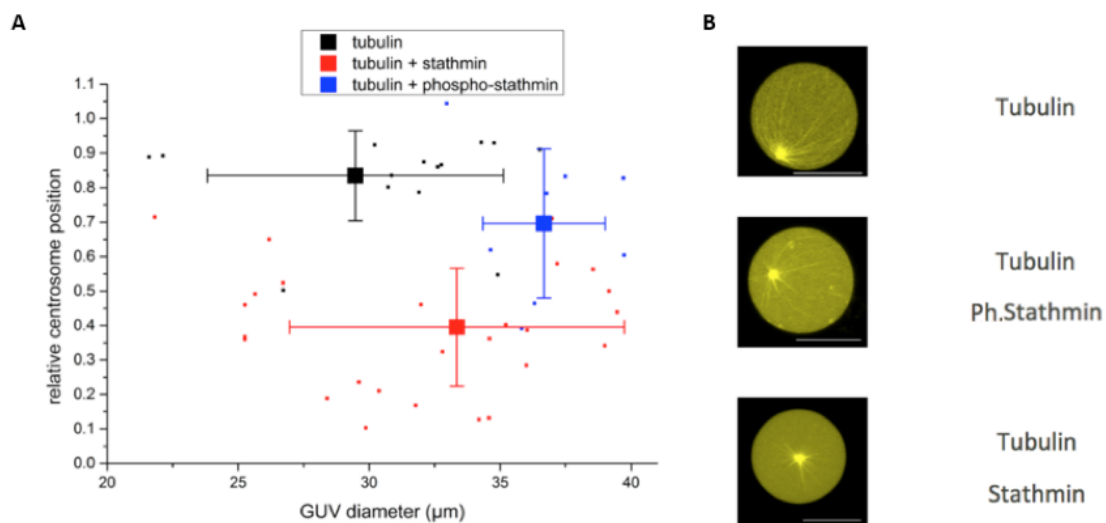 A
B
tubulin
tubulin + stathmin
tubulin + phospho-stathmin
1.1
1.0
0.9
0.8
0.7
0.6
0.5
0.4
0.3
0.2
0.1
0.0
relative centrosome position
20
25
30
35
40
GUV diameter (µm)
Tubulin
Tubulin
Ph.Stathmin
Tubulin
Stathmin